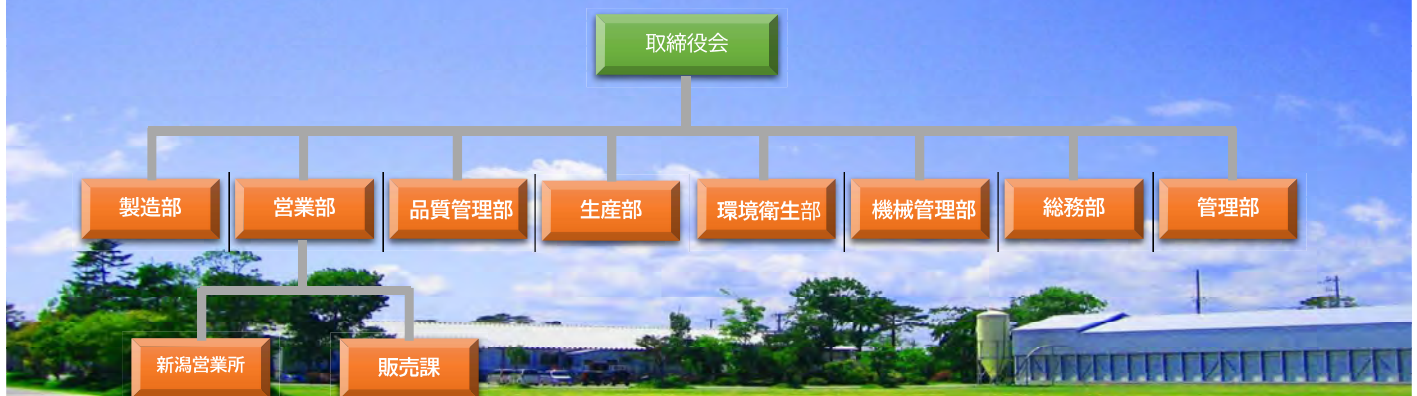 取締役会
製造部
営業部
品質管理部
生産部
環境衛生部
機械管理部
総務部
管理部
新潟営業所
販売課